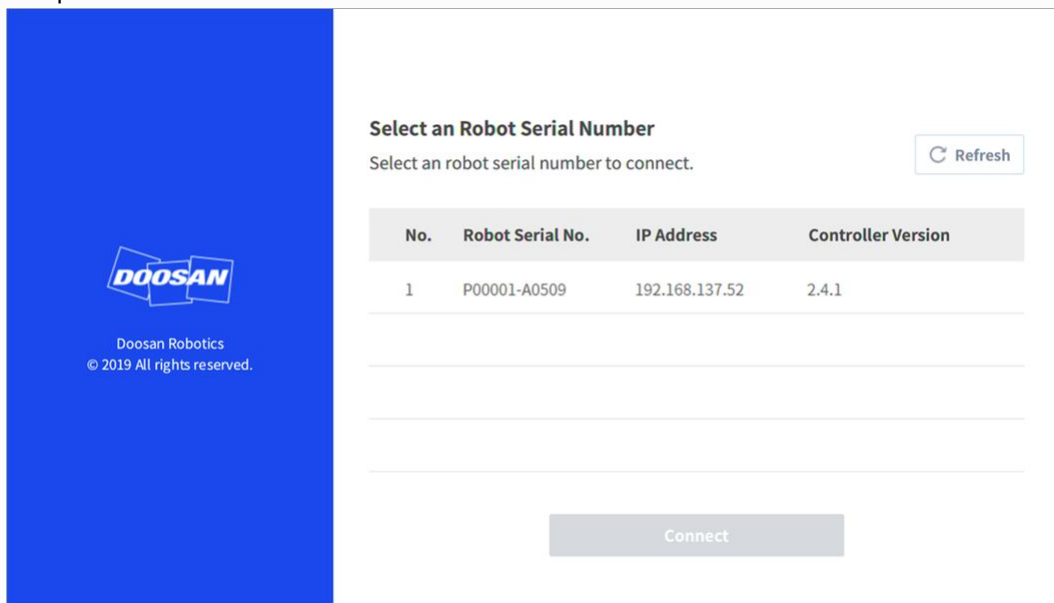 DOOSAN
Doosan Robotics
© 2019 All rights reserved.
Select an Robot Serial Number
Select an robot serial number to connect.
Refresh
No. Robot Serial No. IP Address Controller Version
1 P00001-A0509 192.168.137.52 2.4.1
Connect